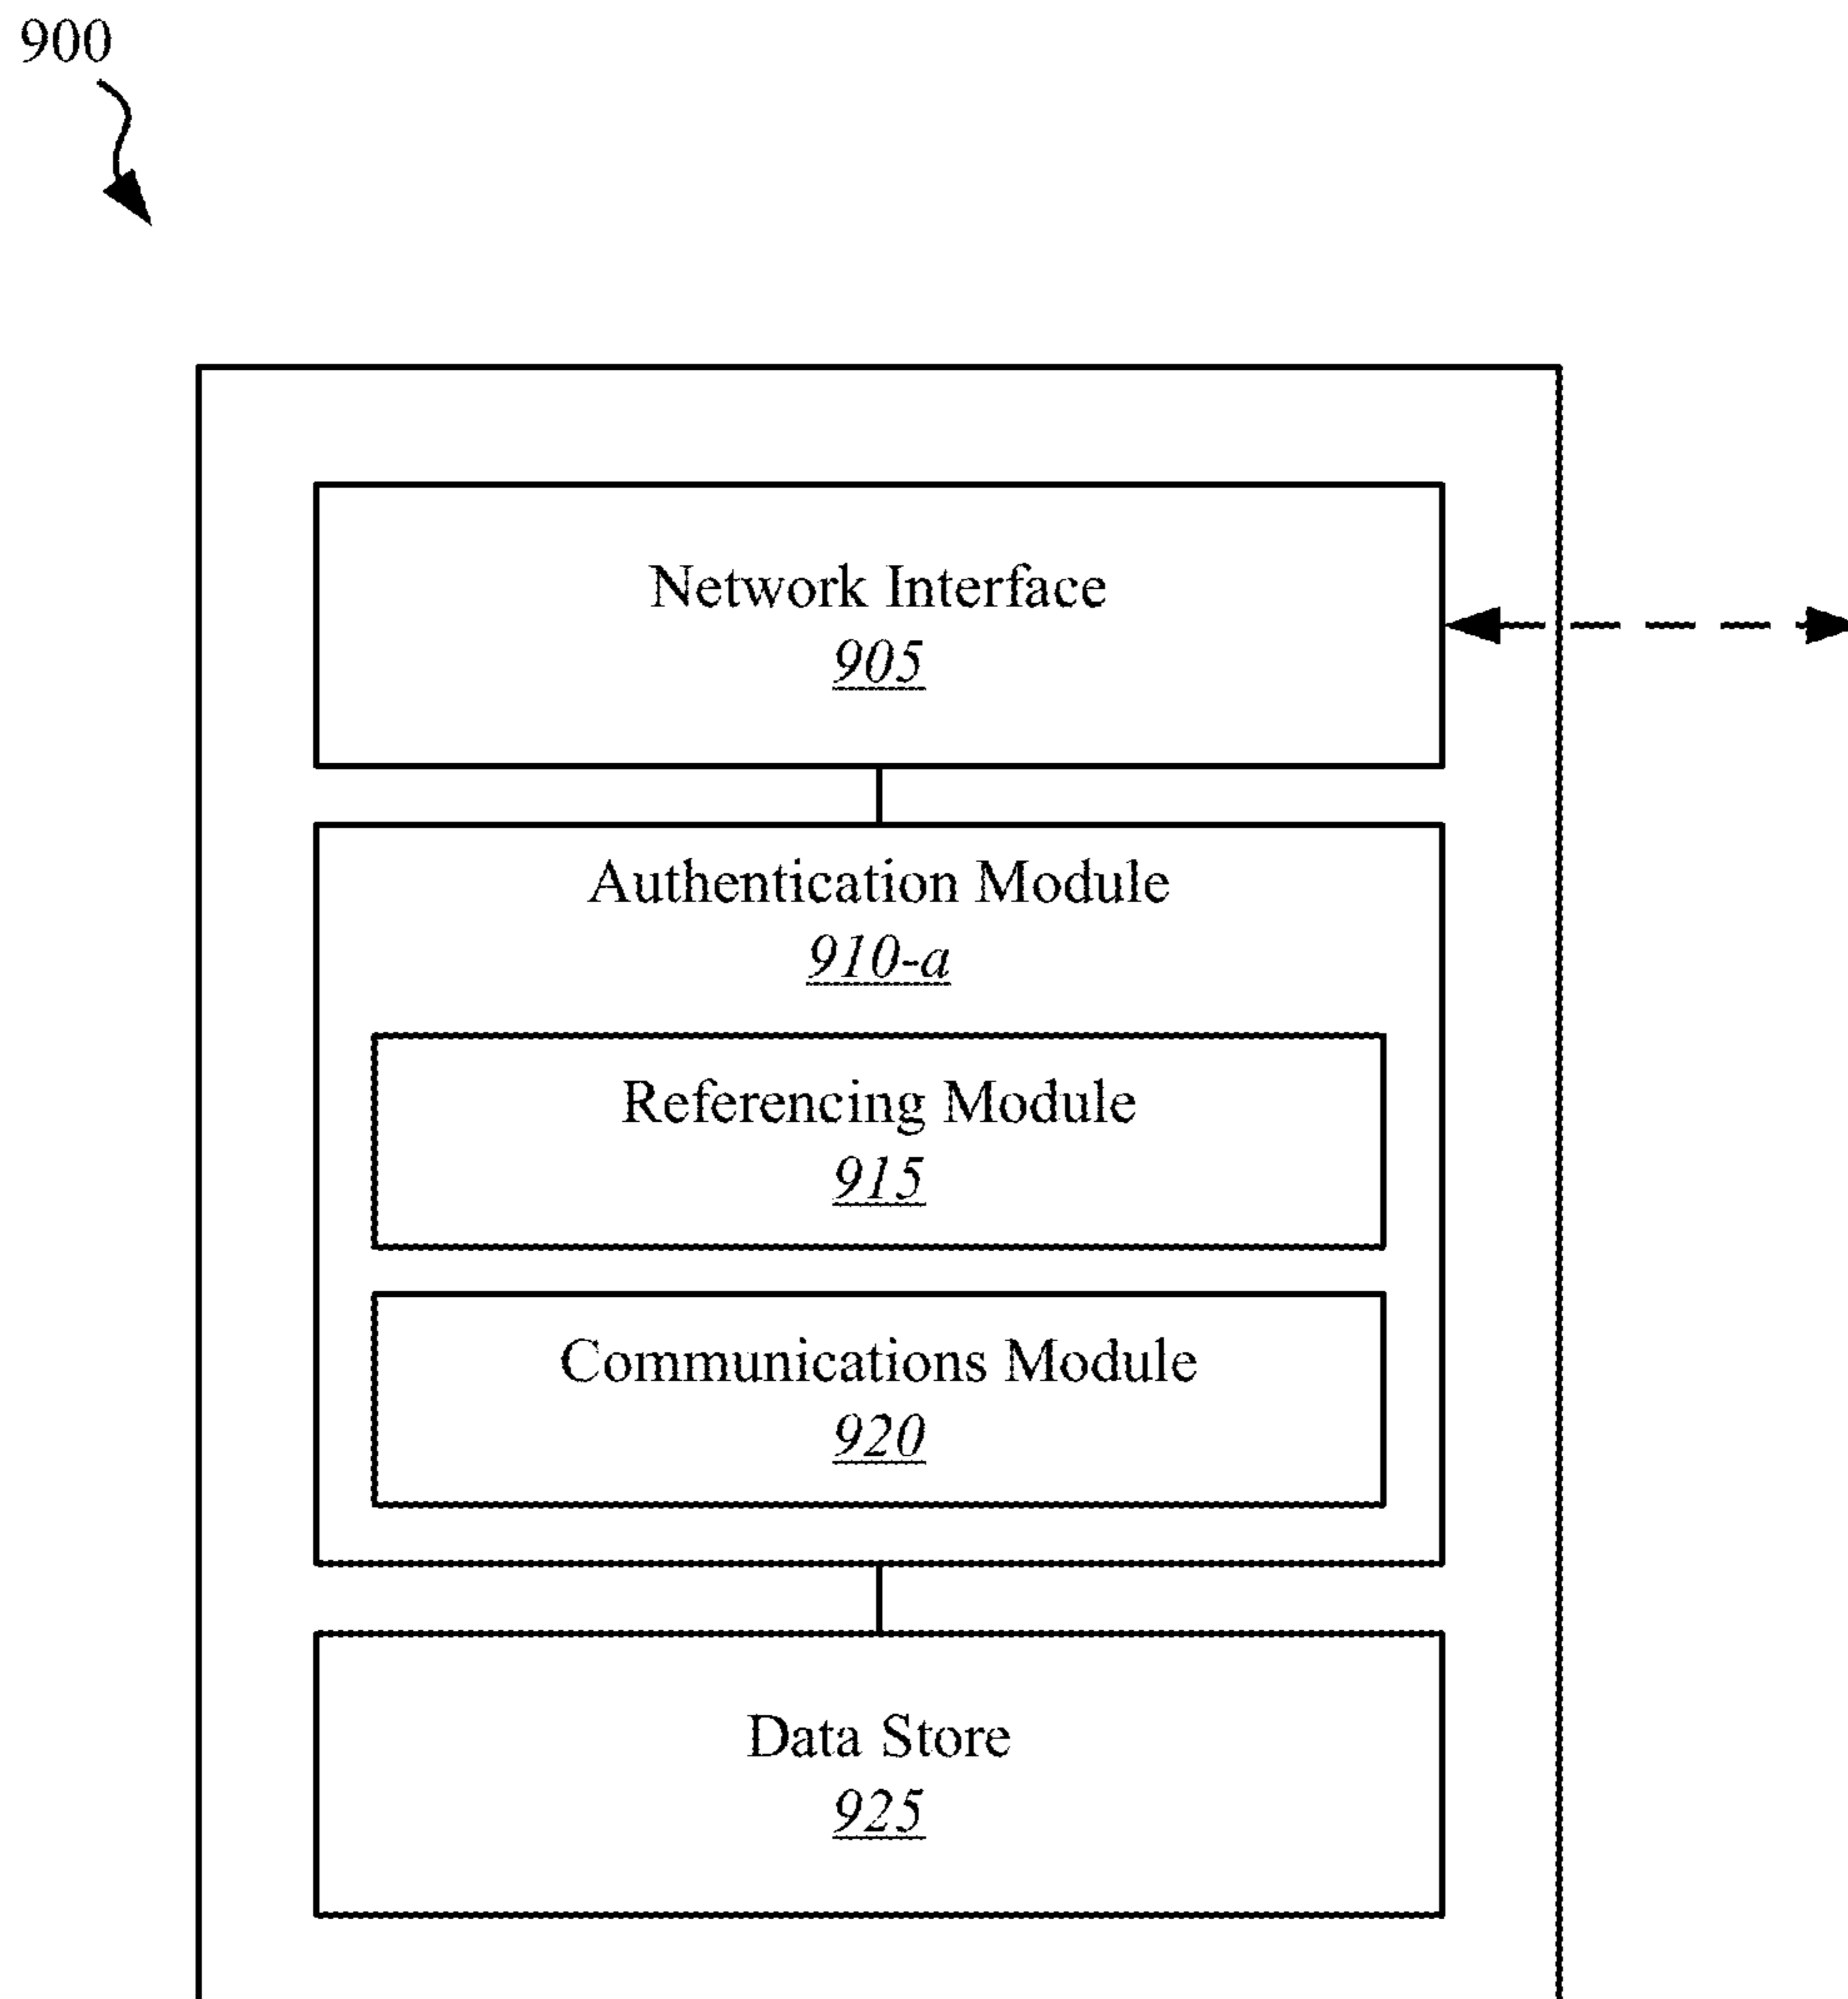 900
Network Interface
905
Authentication Module
910-a
Referencing Module
915
Communications Module
920
Data Store
925